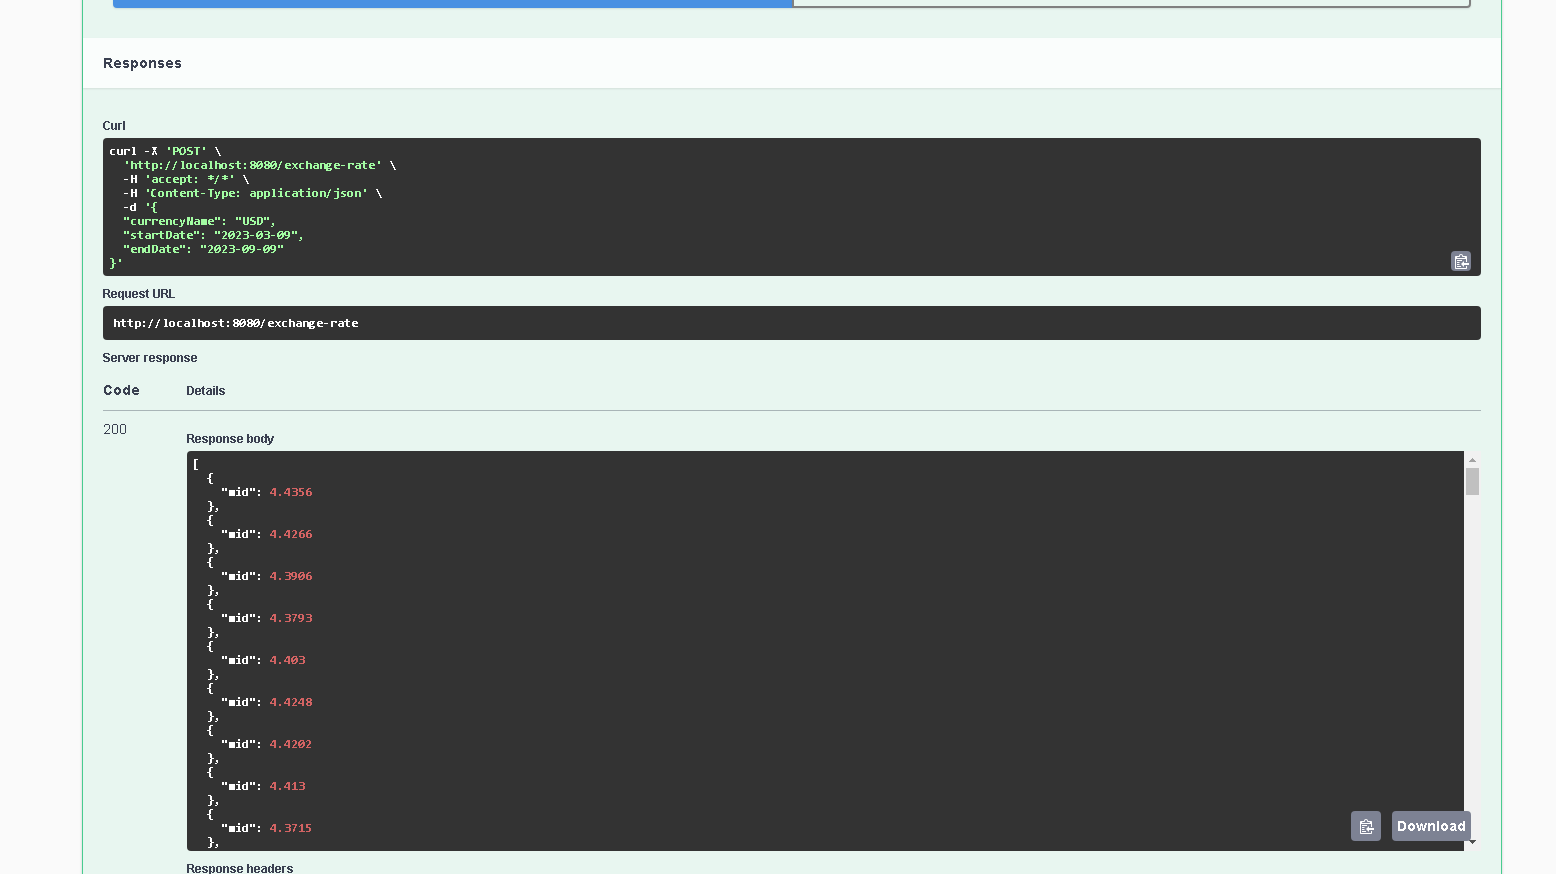 Responses
Curl
curl -X 'POST' \
  'http://localhost:8080/exchange-rate' \
  -H 'accept: */*' \
  -H 'Content-Type: application/json' \
  -d '{
  "currencyName": "USD",
  "startDate": "2023-03-09",
  "endDate": "2023-09-09"
}'
Request URL
http://localhost:8080/exchange-rate
Server response
Code Details
200
Response body
[
  {
    "mid": 4.4356
  },
  {
    "mid": 4.4266
  },
  {
    "mid": 4.3906
  },
  {
    "mid": 4.3793
  },
  {
    "mid": 4.403
  },
  {
    "mid": 4.4248
  },
  {
    "mid": 4.4202
  },
  {
    "mid": 4.413
  },
  {
    "mid": 4.3715
  },
Download
Response headers